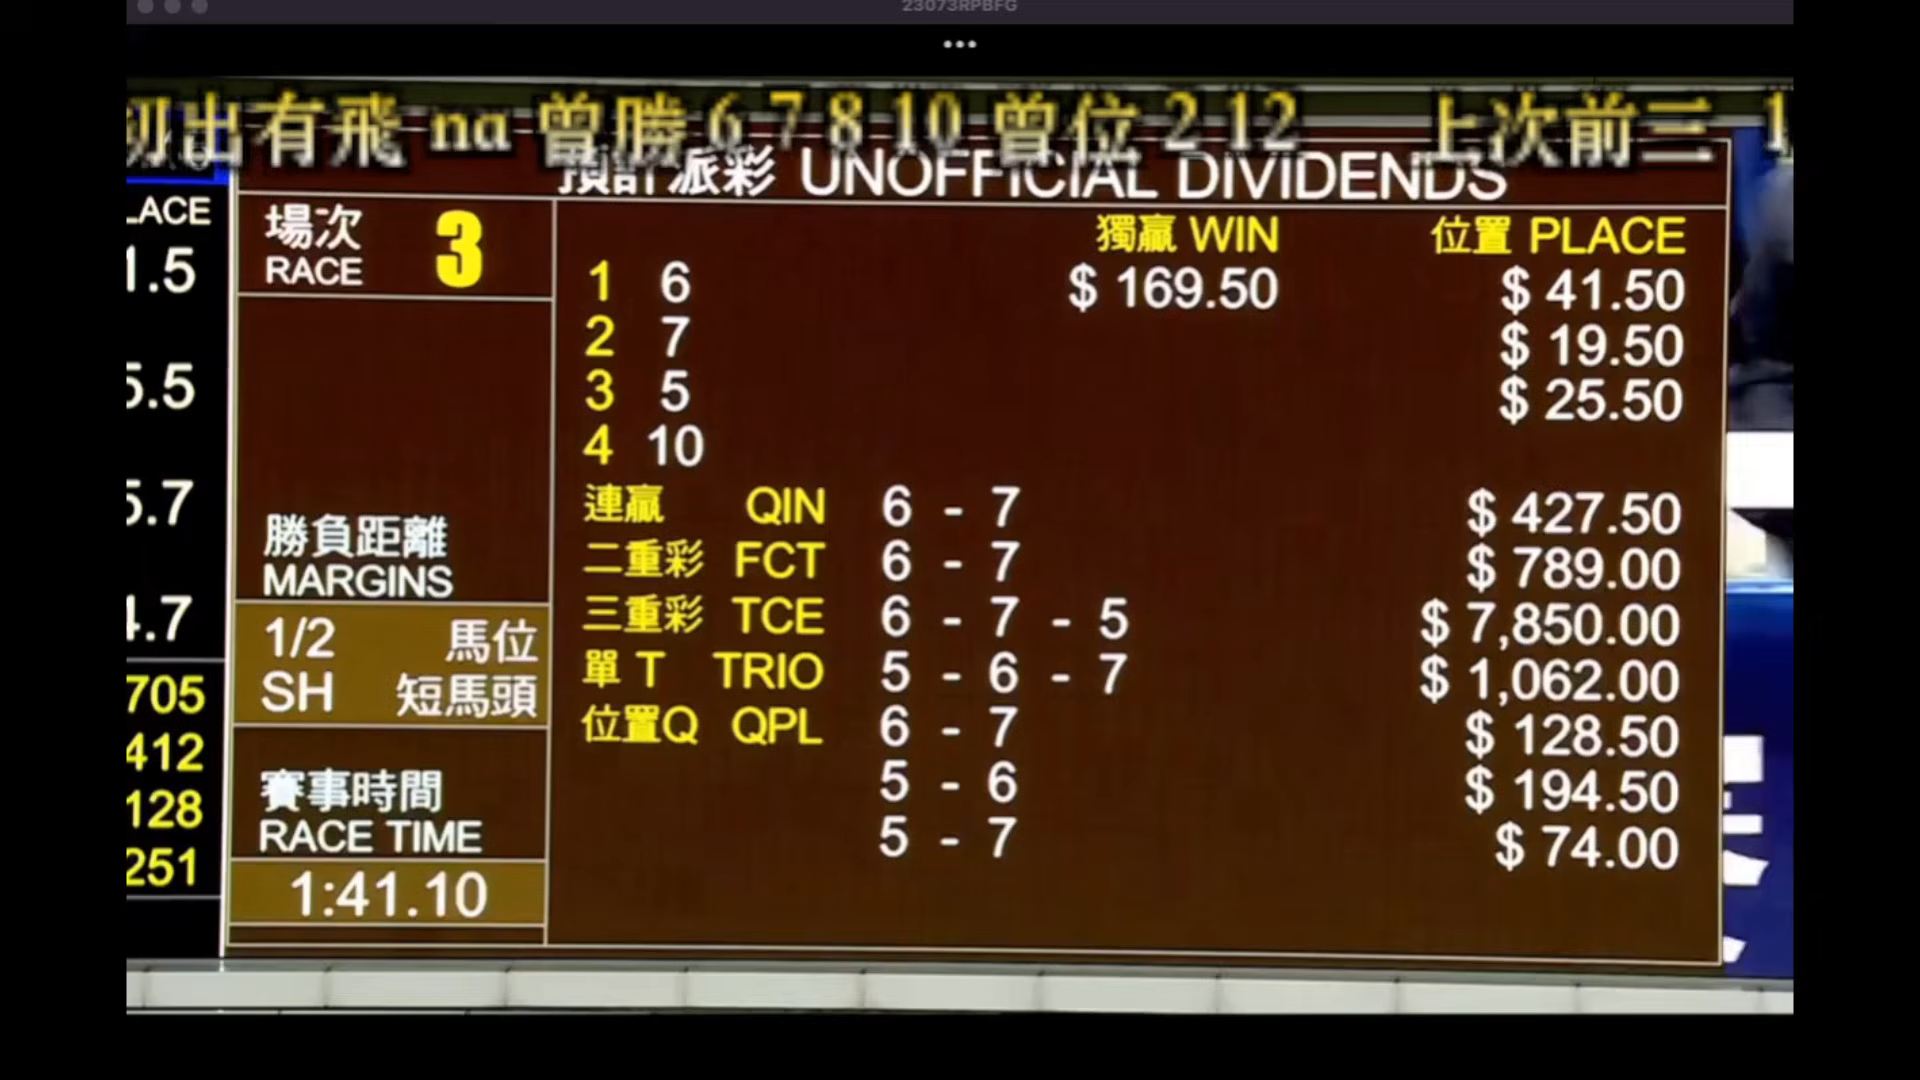 23073RPBFG
初出有飛 na 曾勝 6 7 8 10 曾位 2 12 上次前三
預計派彩 UNOFFICIAL DIVIDENDS
LACE
1.5
5.5
5.7
4.7
705
412
128
251
場次
RACE 3
獨贏 WIN 位置 PLACE
1 6 $ 169.50 $ 41.50
2 7 $ 19.50
3 5 $ 25.50
4 10
連贏 QIN 6 - 7 $ 427.50
二重彩 FCT 6 - 7 $ 789.00
三重彩 TCE 6 - 7 - 5 $ 7,850.00
單 T TRIO 5 - 6 - 7 $ 1,062.00
位置Q QPL 6 - 7 $ 128.50
5 - 6 $ 194.50
5 - 7 $ 74.00
勝負距離
MARGINS
1/2 馬位
SH 短馬頭
賽事時間
RACE TIME
1:41.10